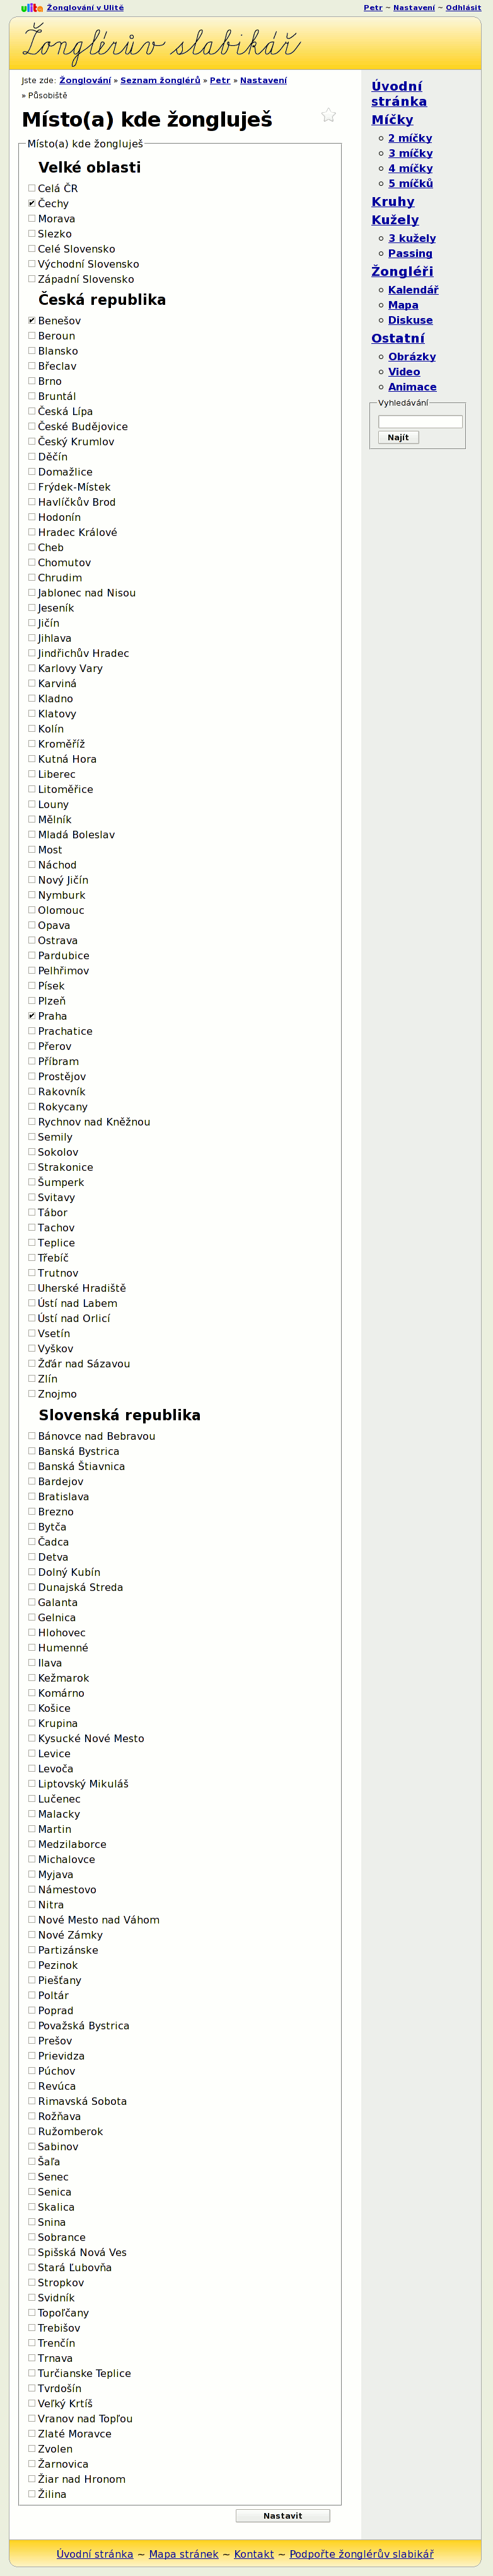 ulita Žonglování v Ulitě
Petr ~ Nastavení ~ Odhlásit
Žonglérův slabikář
Jste zde: Žonglování » Seznam žonglérů » Petr » Nastavení
» Působiště
Místo(a) kde žongluješ
Místo(a) kde žongluješ
Velké oblasti
Celá ČR
Čechy
Morava
Slezko
Celé Slovensko
Východní Slovensko
Západní Slovensko
Česká republika
Benešov
Beroun
Blansko
Břeclav
Brno
Bruntál
Česká Lípa
České Budějovice
Český Krumlov
Děčín
Domažlice
Frýdek-Místek
Havlíčkův Brod
Hodonín
Hradec Králové
Cheb
Chomutov
Chrudim
Jablonec nad Nisou
Jeseník
Jičín
Jihlava
Jindřichův Hradec
Karlovy Vary
Karviná
Kladno
Klatovy
Kolín
Kroměříž
Kutná Hora
Liberec
Litoměřice
Louny
Mělník
Mladá Boleslav
Most
Náchod
Nový Jičín
Nymburk
Olomouc
Opava
Ostrava
Pardubice
Pelhřimov
Písek
Plzeň
Praha
Prachatice
Přerov
Příbram
Prostějov
Rakovník
Rokycany
Rychnov nad Kněžnou
Semily
Sokolov
Strakonice
Šumperk
Svitavy
Tábor
Tachov
Teplice
Třebíč
Trutnov
Uherské Hradiště
Ústí nad Labem
Ústí nad Orlicí
Vsetín
Vyškov
Žďár nad Sázavou
Zlín
Znojmo
Slovenská republika
Bánovce nad Bebravou
Banská Bystrica
Banská Štiavnica
Bardejov
Bratislava
Brezno
Bytča
Čadca
Detva
Dolný Kubín
Dunajská Streda
Galanta
Gelnica
Hlohovec
Humenné
Ilava
Kežmarok
Komárno
Košice
Krupina
Kysucké Nové Mesto
Levice
Levoča
Liptovský Mikuláš
Lučenec
Malacky
Martin
Medzilaborce
Michalovce
Myjava
Námestovo
Nitra
Nové Mesto nad Váhom
Nové Zámky
Partizánske
Pezinok
Piešťany
Poltár
Poprad
Považská Bystrica
Prešov
Prievidza
Púchov
Revúca
Rimavská Sobota
Rožňava
Ružomberok
Sabinov
Šaľa
Senec
Senica
Skalica
Snina
Sobrance
Spišská Nová Ves
Stará Ľubovňa
Stropkov
Svidník
Topoľčany
Trebišov
Trenčín
Trnava
Turčianske Teplice
Tvrdošín
Veľký Krtíš
Vranov nad Topľou
Zlaté Moravce
Zvolen
Žarnovica
Žiar nad Hronom
Žilina
Nastavit
Úvodní
stránka
Míčky
2 míčky
3 míčky
4 míčky
5 míčků
Kruhy
Kužely
3 kužely
Passing
Žongléři
Kalendář
Mapa
Diskuse
Ostatní
Obrázky
Video
Animace
Vyhledávání
Najít
Úvodní stránka ~ Mapa stránek ~ Kontakt ~ Podpořte žonglérův slabikář